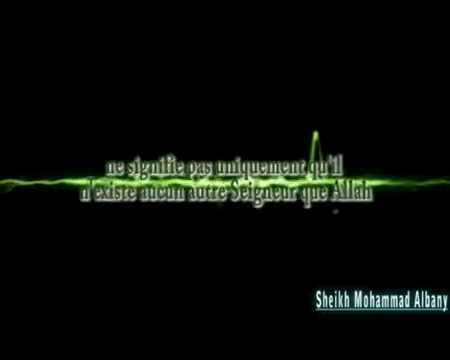 ne signifie pas uniquement qu'il
n'existe aucun autre Seigneur que Allah
Sheikh Mohammad Albany